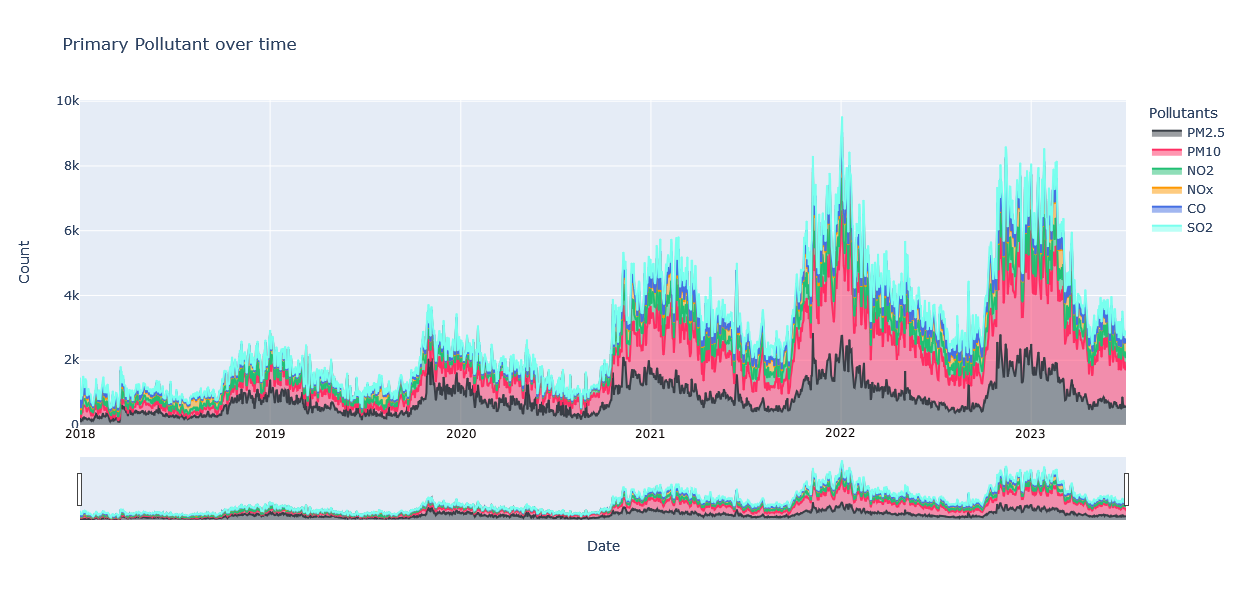 Primary Pollutant over time
Pollutants
PM2.5
PM10
NO2
NOx
CO
SO2
Count
10k
8k
6k
4k
2k
0
2018
2019
2020
2021
2022
2023
Date